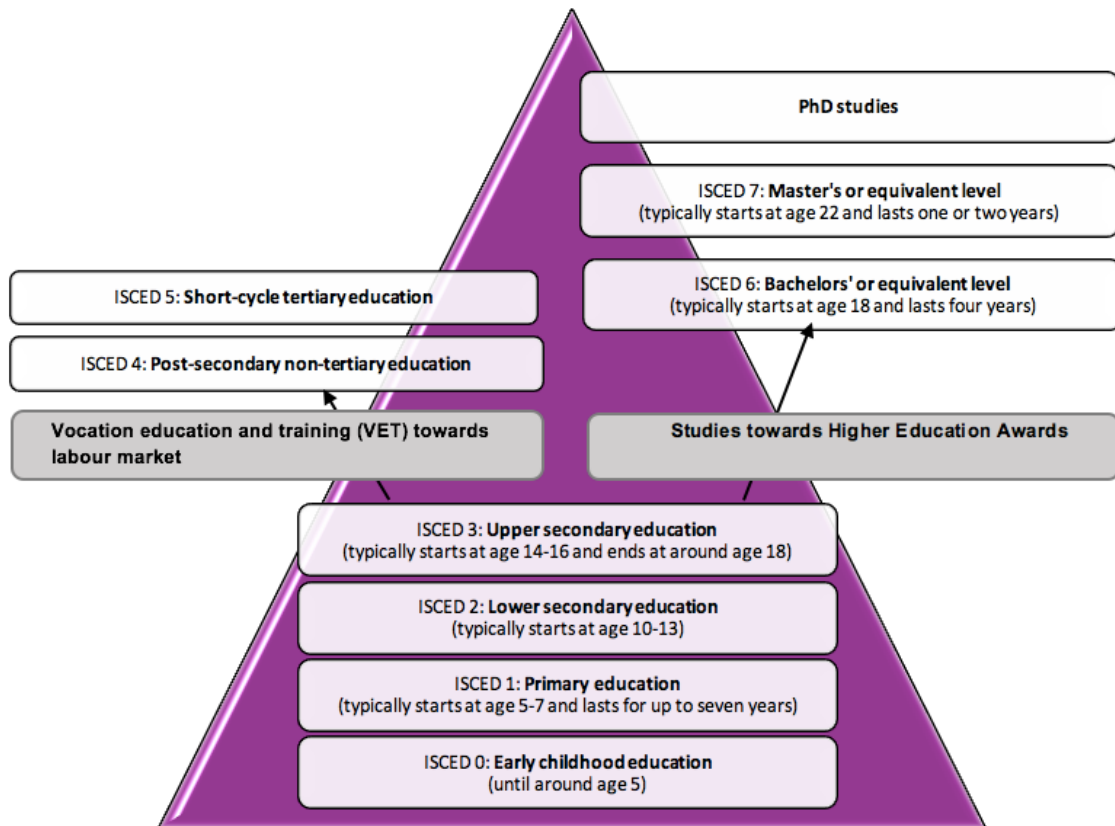 PhD studies
ISCED 7: Master's or equivalent level
(typically starts at age 22 and lasts one or two years)
ISCED 6: Bachelors' or equivalent level
(typically starts at age 18 and lasts four years)
ISCED 5: Short-cycle tertiary education
ISCED 4: Post-secondary non-tertiary education
Vocation education and training (VET) towards
labour market
Studies towards Higher Education Awards
ISCED 3: Upper secondary education
(typically starts at age 14-16 and ends at around age 18)
ISCED 2: Lower secondary education
(typically starts at age 10-13)
ISCED 1: Primary education
(typically starts at age 5-7 and lasts for up to seven years)
ISCED 0: Early childhood education
(until around age 5)